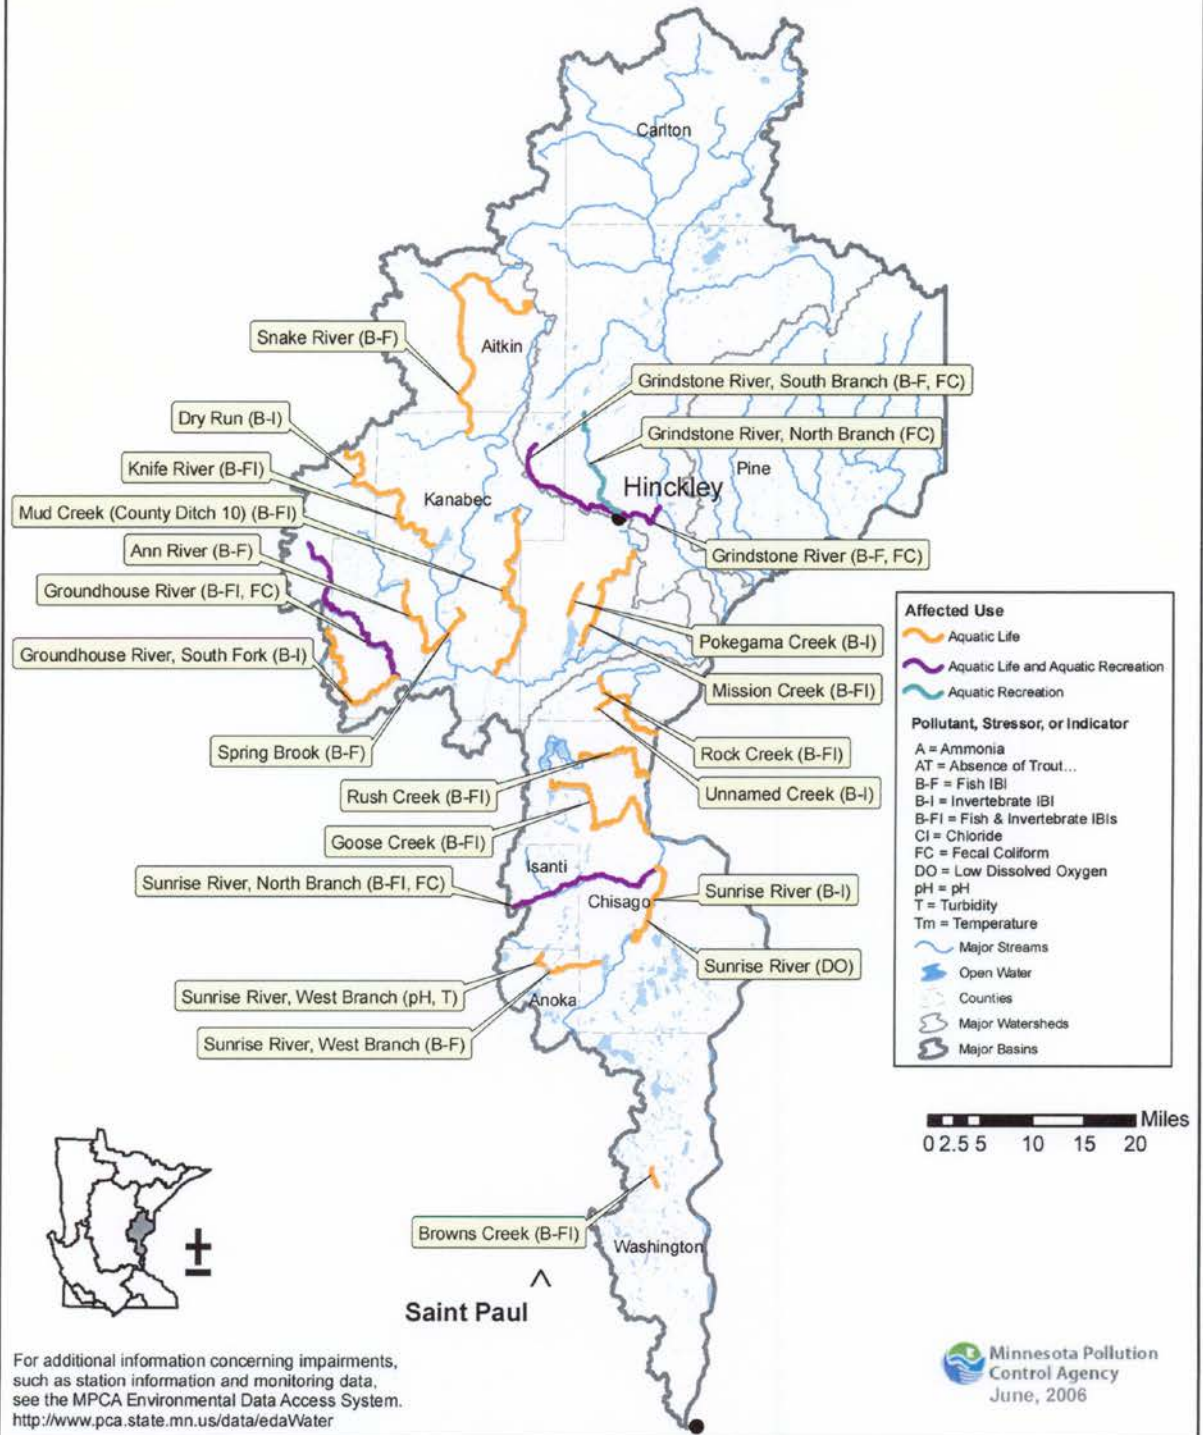 Carlton
Snake River (B-F)
Aitkin
Grindstone River, South Branch (B-F, FC)
Dry Run (B-I)
Grindstone River, North Branch (FC)
Knife River (B-FI)
Pine
Kanabec
Hinckley
Mud Creek (County Ditch 10) (B-FI)
Ann River (B-F)
Grindstone River (B-F, FC)
Groundhouse River (B-FI, FC)
Pokegama Creek (B-I)
Groundhouse River, South Fork (B-I)
Mission Creek (B-FI)
Spring Brook (B-F)
Rock Creek (B-FI)
Rush Creek (B-FI)
Unnamed Creek (B-I)
Goose Creek (B-FI)
Isanti
Sunrise River, North Branch (B-FI, FC)
Chisago
Sunrise River (B-I)
Sunrise River (DO)
Sunrise River, West Branch (pH, T)
Anoka
Sunrise River, West Branch (B-F)
Browns Creek (B-FI)
Washington
Saint Paul
Affected Use
Aquatic Life
Aquatic Life and Aquatic Recreation
Aquatic Recreation
Pollutant, Stressor, or Indicator
A = Ammonia
AT = Absence of Trout...
B-F = Fish IBI
B-I = Invertebrate IBI
B-FI = Fish & Invertebrate IBIs
Cl = Chloride
FC = Fecal Coliform
DO = Low Dissolved Oxygen
pH = pH
T = Turbidity
Tm = Temperature
Major Streams
Open Water
Counties
Major Watersheds
Major Basins
Miles
0 2.5 5 10 15 20
For additional information concerning impairments,
such as station information and monitoring data,
see the MPCA Environmental Data Access System.
http://www.pca.state.mn.us/data/edaWater
Minnesota Pollution
Control Agency
June, 2006